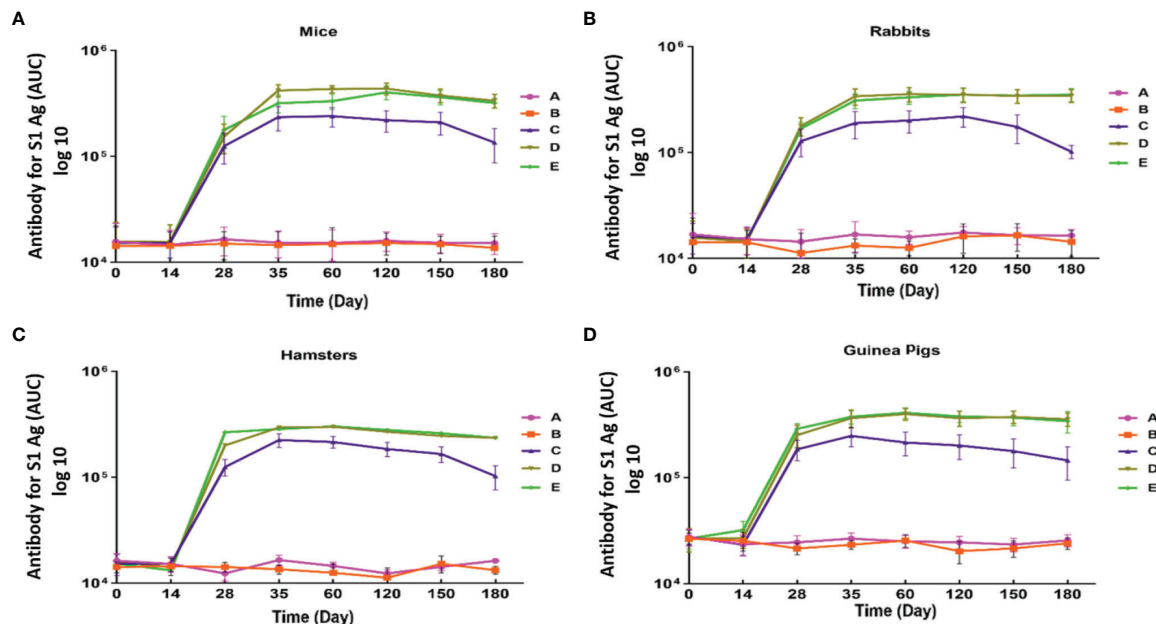 A
Mice
Antibody for S1 Ag (AUC)
log 10
10⁶
10⁵
10⁴
0 14 28 35 60 120 150 180
Time (Day)
A
B
C
D
E
B
Rabbits
Antibody for S1 Ag (AUC)
log 10
10⁶
10⁵
10⁴
0 14 28 35 60 120 150 180
Time (Day)
A
B
C
D
E
C
Hamsters
Antibody for S1 Ag (AUC)
log 10
10⁶
10⁵
10⁴
0 14 28 35 60 120 150 180
Time (Day)
A
B
C
D
E
D
Guinea Pigs
Antibody for S1 Ag (AUC)
log 10
10⁶
10⁵
10⁴
0 14 28 35 60 120 150 180
Time (Day)
A
B
C
D
E